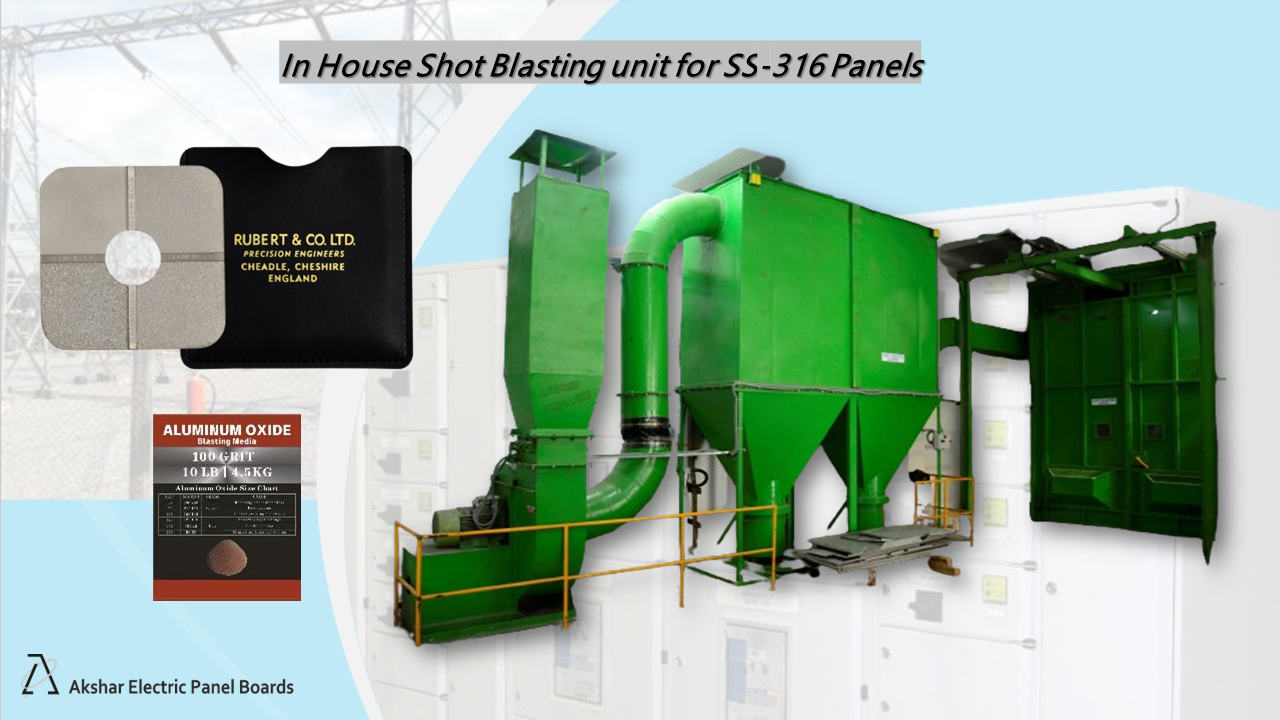 In House Shot Blasting unit for SS-316 Panels
RUBERT & CO. LTD.
PRECISION ENGINEERS
CHEADLE, CHESHIRE
ENGLAND
ALUMINUM OXIDE
Blasting Media
100 GRIT
10 LB | 4.5KG
Aluminum Oxide Size Chart
Akshar Electric Panel Boards